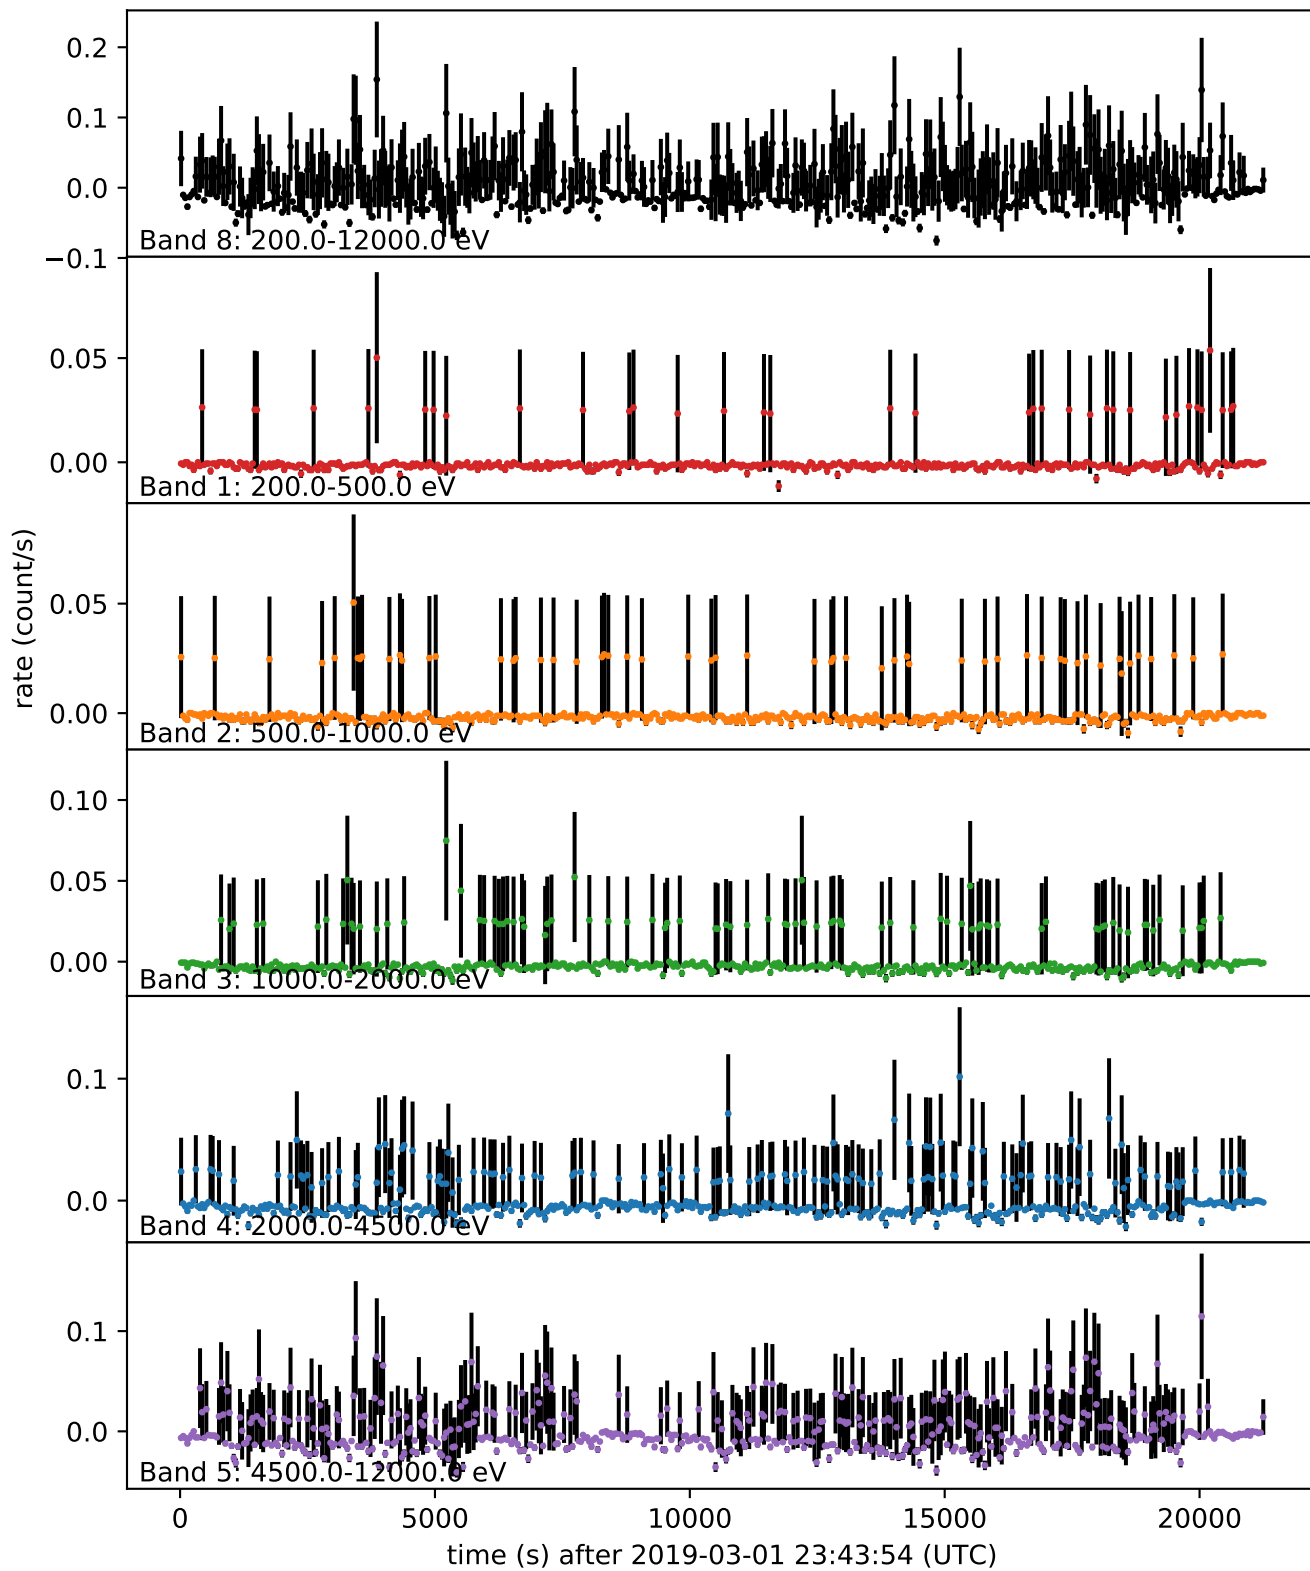 0.2
0.1
0.0
−0.1
Band 8: 200.0-12000.0 eV
0.05
0.00
Band 1: 200.0-500.0 eV
rate (count/s)
0.05
0.00
Band 2: 500.0-1000.0 eV
0.10
0.05
0.00
Band 3: 1000.0-2000.0 eV
0.1
0.0
Band 4: 2000.0-4500.0 eV
0.1
0.0
Band 5: 4500.0-12000.0 eV
0 5000 10000 15000 20000
time (s) after 2019-03-01 23:43:54 (UTC)